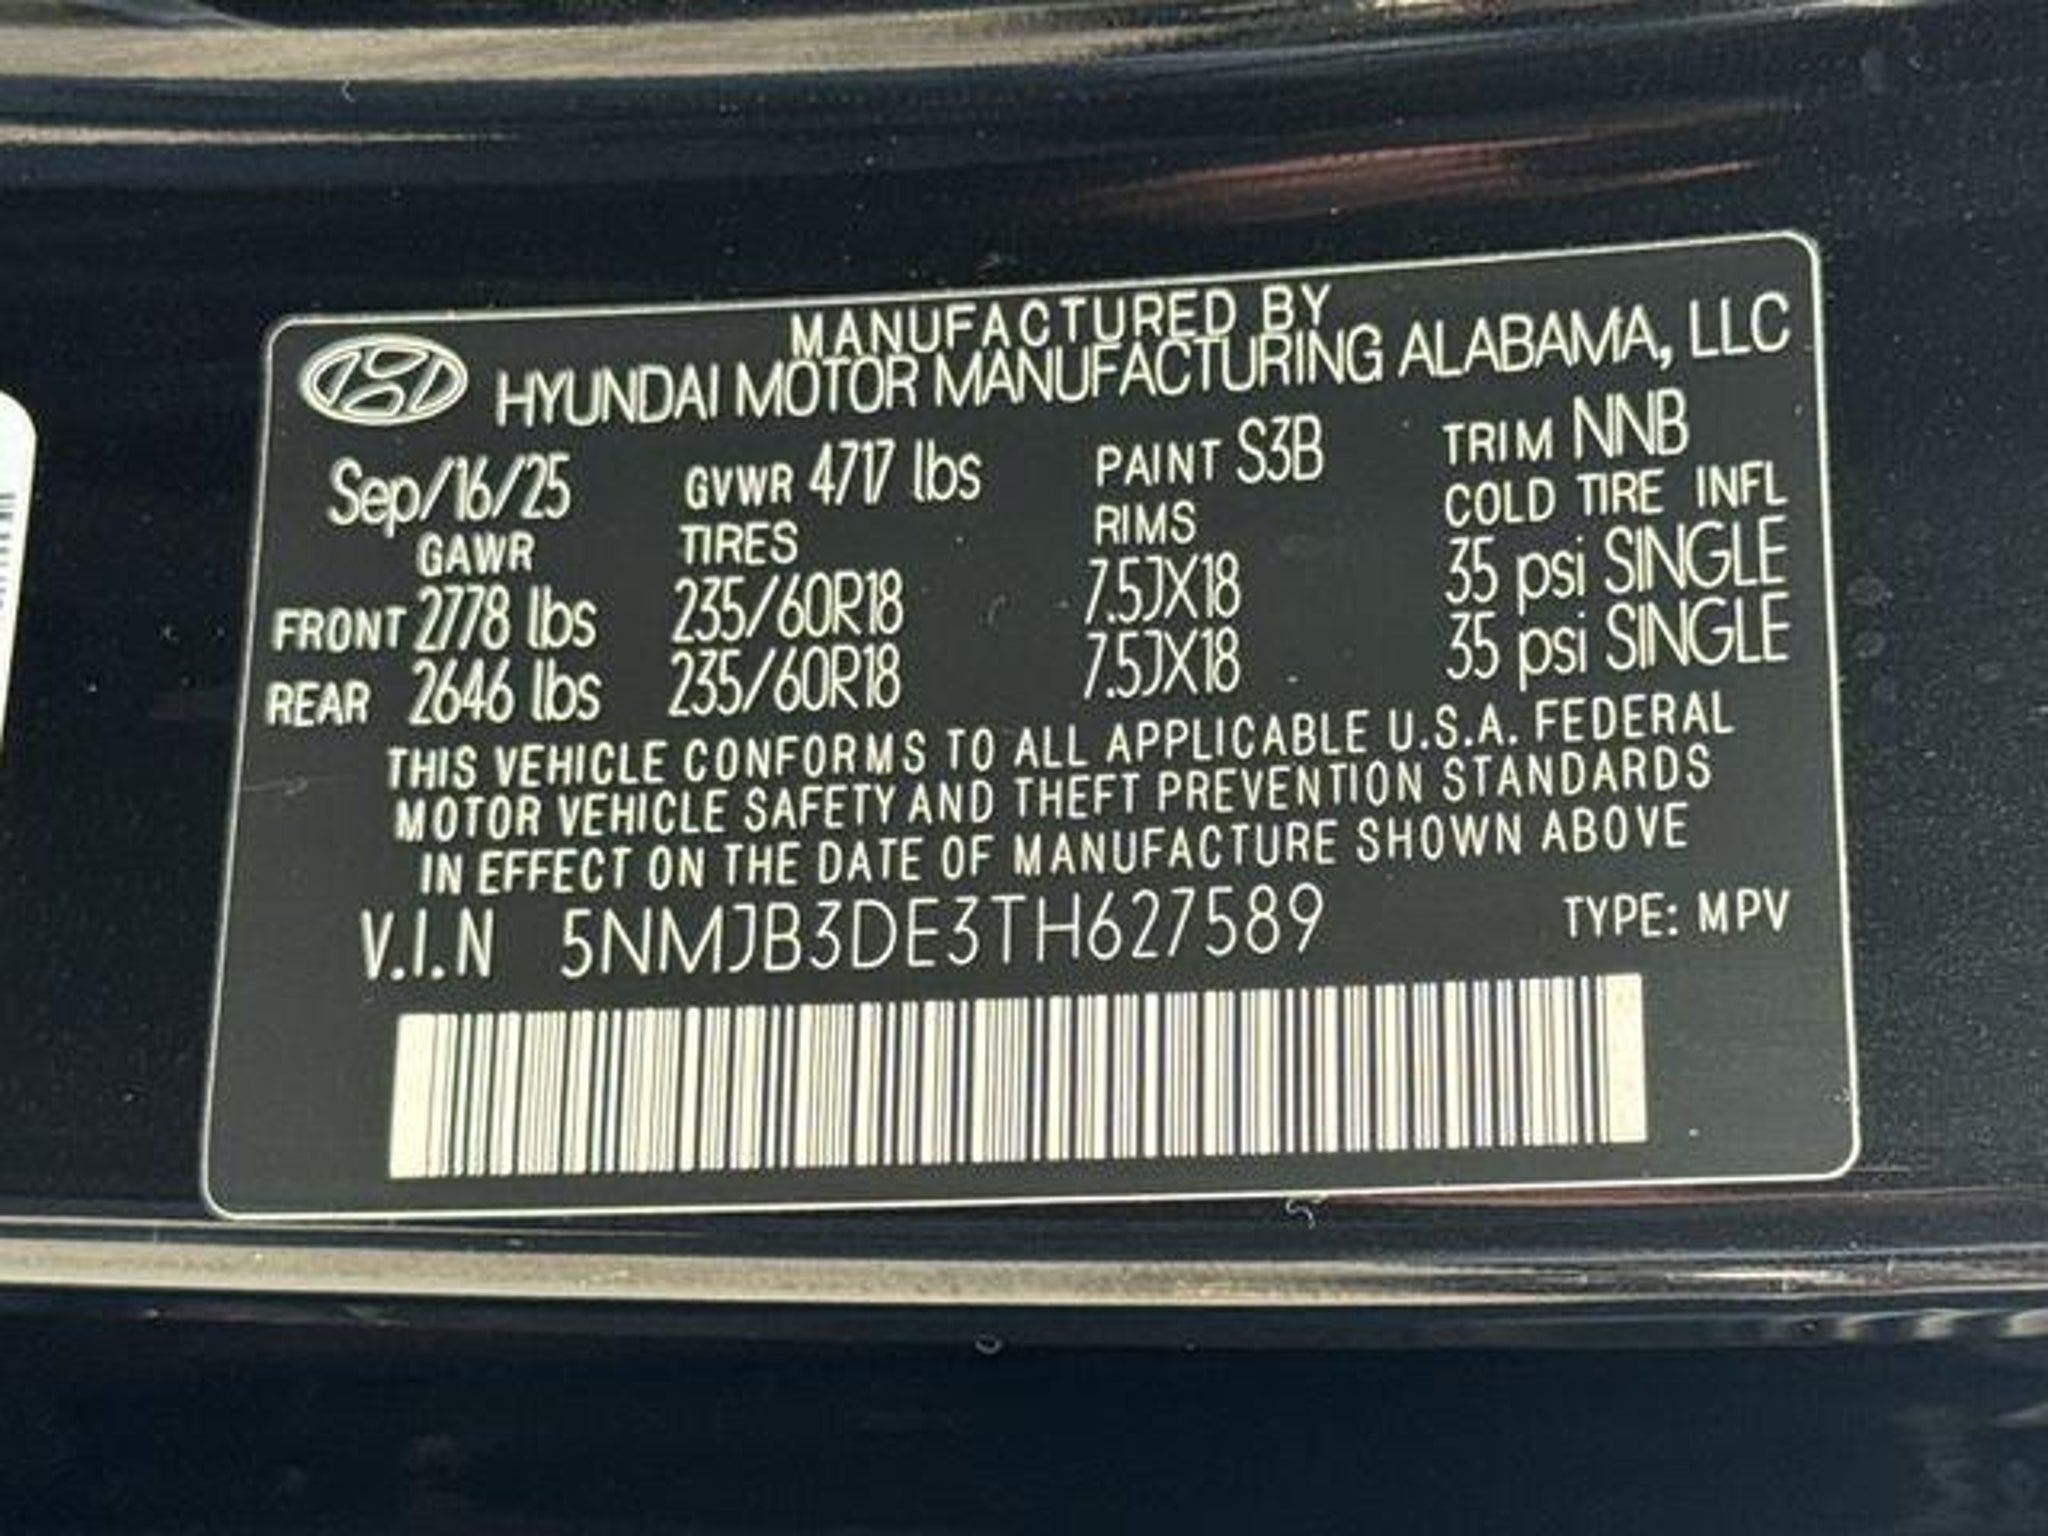 MANUFACTURED BY
HYUNDAI MOTOR MANUFACTURING ALABAMA, LLC
Sep/16/25 GVWR 4717 lbs PAINT S3B TRIM NNB
GAWR TIRES RIMS COLD TIRE INFL
FRONT 2778 lbs 235/60R18 7.5JX18 35 psi SINGLE
REAR 2646 lbs 235/60R18 7.5JX18 35 psi SINGLE
THIS VEHICLE CONFORMS TO ALL APPLICABLE U.S.A. FEDERAL
MOTOR VEHICLE SAFETY AND THEFT PREVENTION STANDARDS
IN EFFECT ON THE DATE OF MANUFACTURE SHOWN ABOVE
V.I.N 5NMJB3DE3TH627589 TYPE: MPV